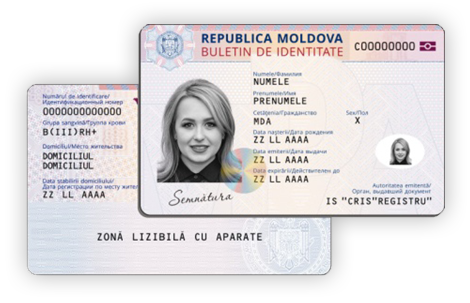 REPUBLICA MOLDOVA
BULETIN DE IDENTITATE
C00000000
Numele/Фамилия
NUMELE
Prenumele/Имя
PRENUMELE
Cetățenia/Гражданство
MDA
Sex/Пол
X
Data nașterii/Дата рождения
ZZ LL AAAA
Data emiterii/Дата выдачи
ZZ LL AAAA
Data expirării/Действителен до
ZZ LL AAAA
Autoritatea emitentă/
Орган, выдавший документ
IS "CRIS"REGISTRU")
Semnătura
Numărul de identificare/
Идентификационный номер
0000000000000
Grupa sangvină/Группа крови
B(III)RH+
Domiciliul/Место жительства
DOMICILIUL
DOMICILIUL
Data stabilirii domiciliului/
Дата регистрации по месту жител
ZZ LL AAAA
ZONĂ LIZIBILĂ CU APARATE